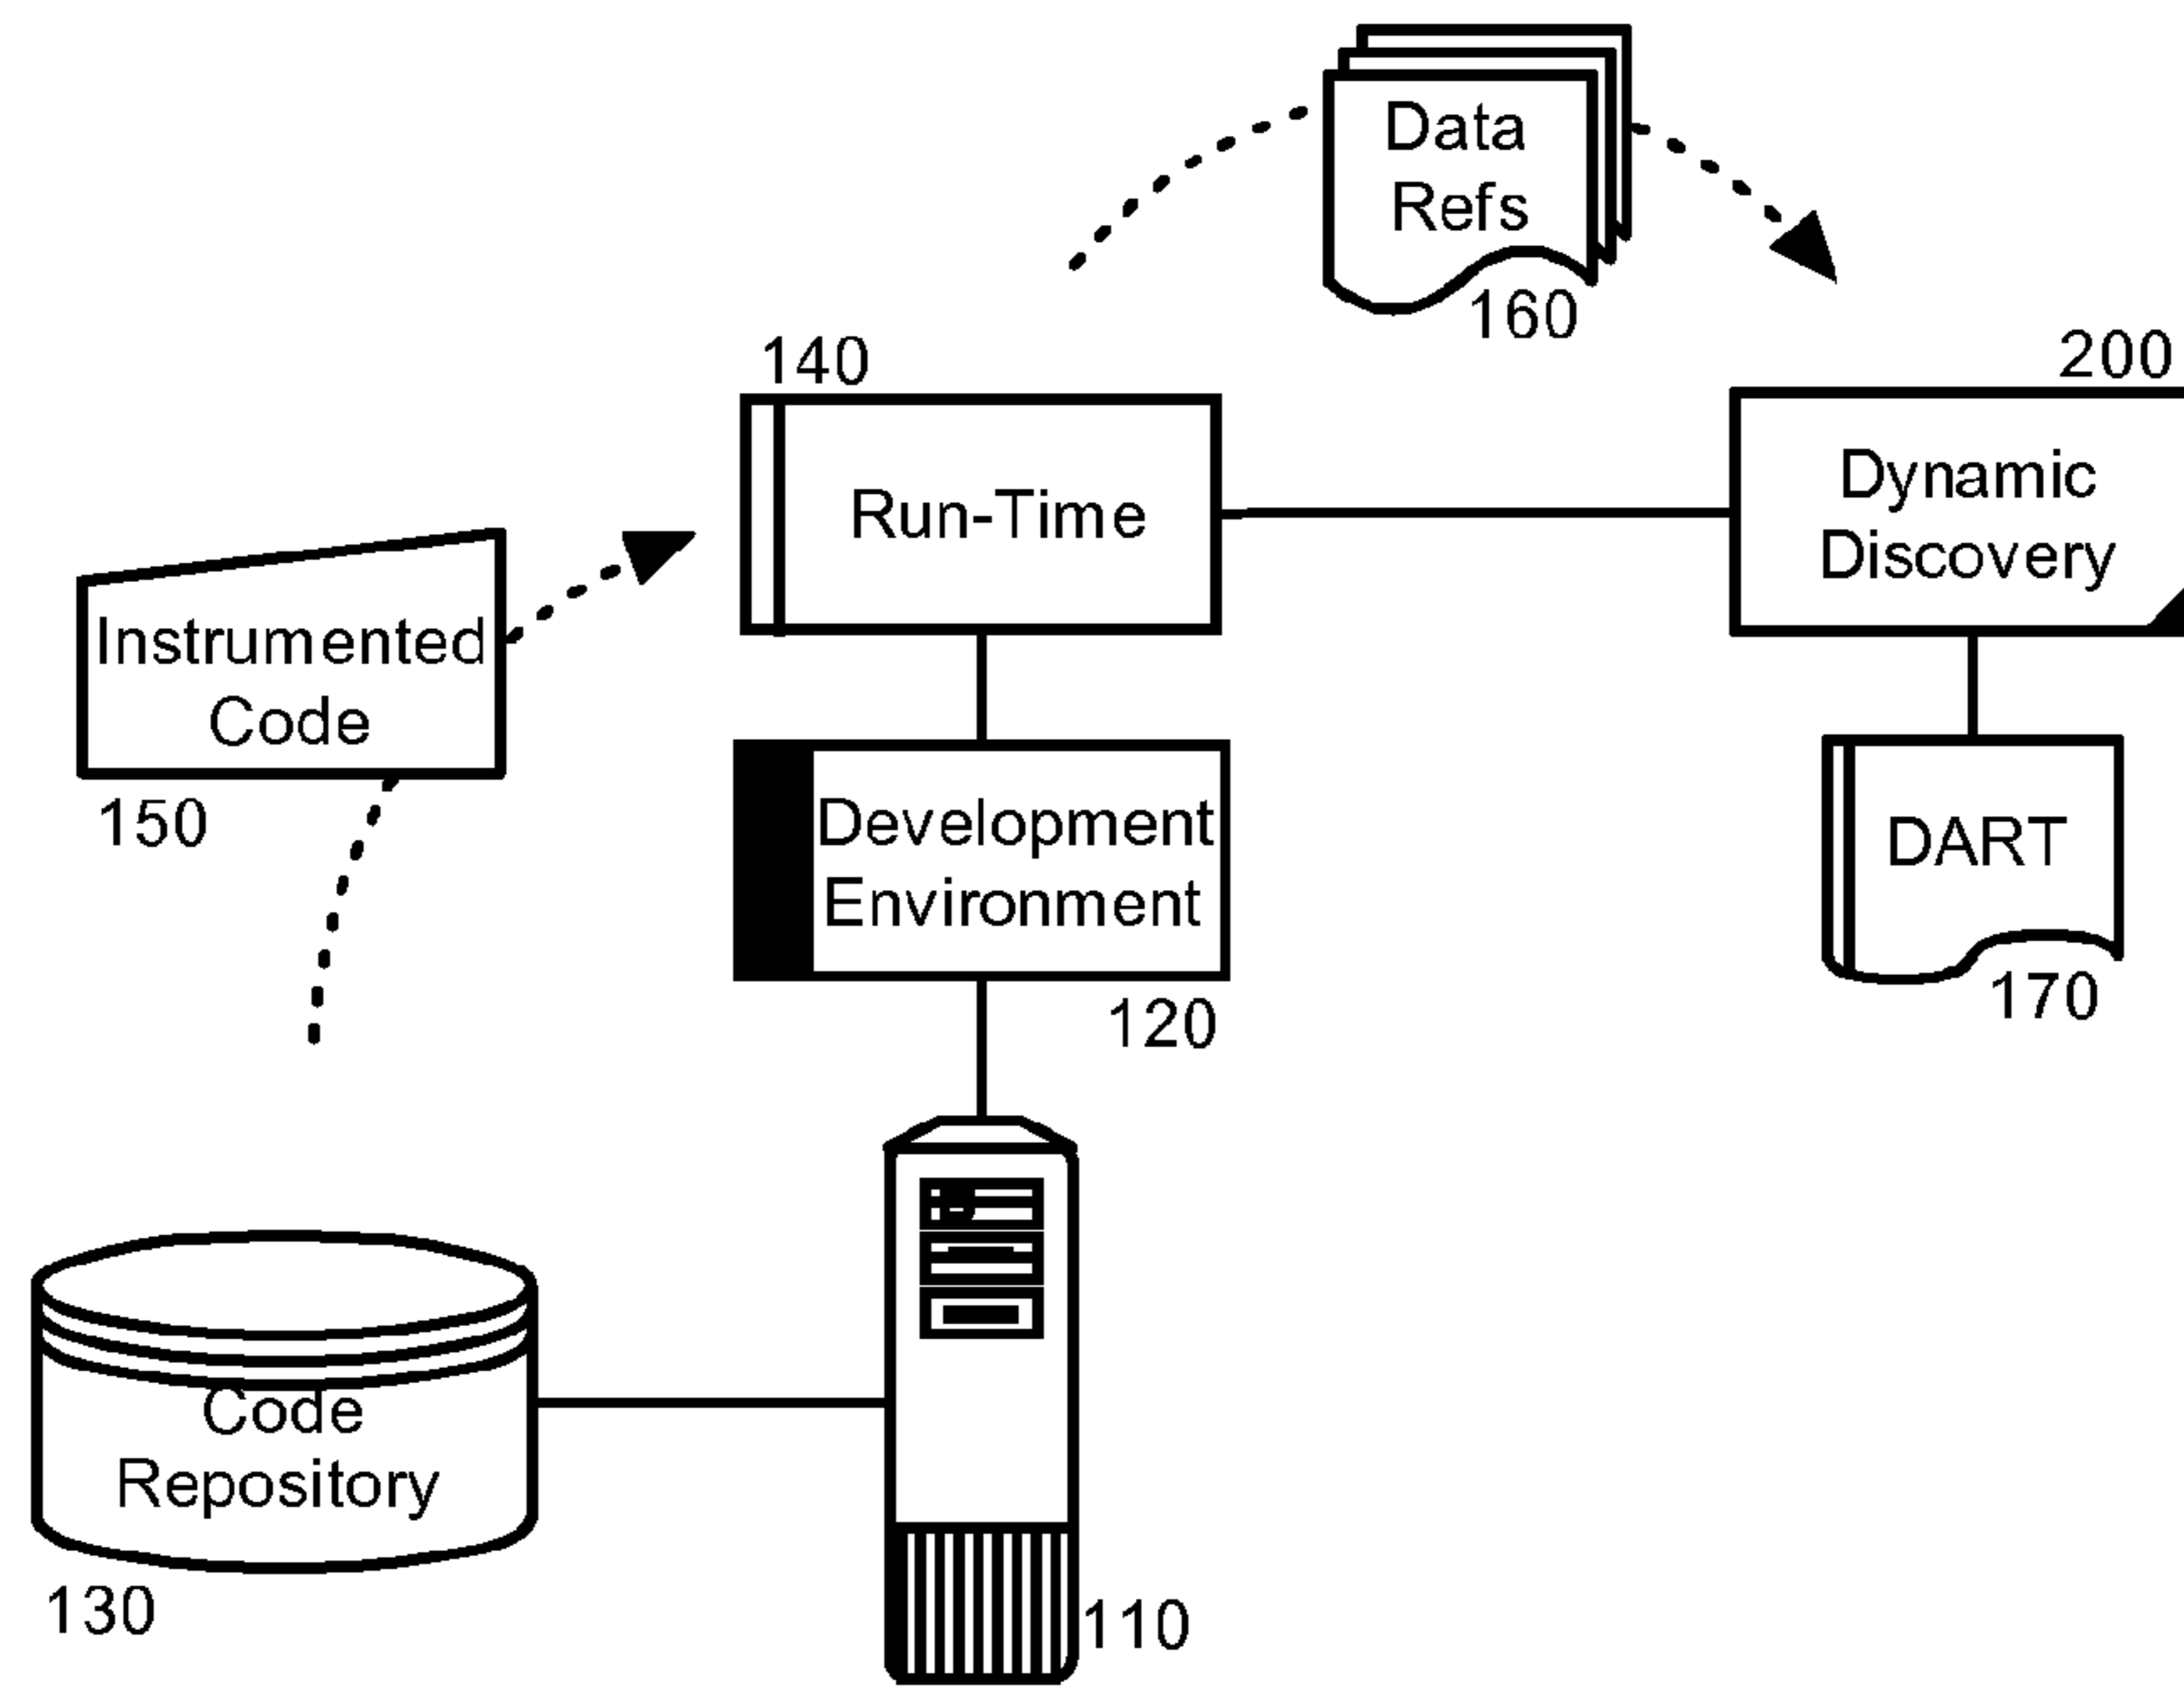 Data
Refs
160
140
200
Run-Time
Dynamic
Discovery
Instrumented
Code
150
Development
Environment
120
DART
170
Code
Repository
130
110